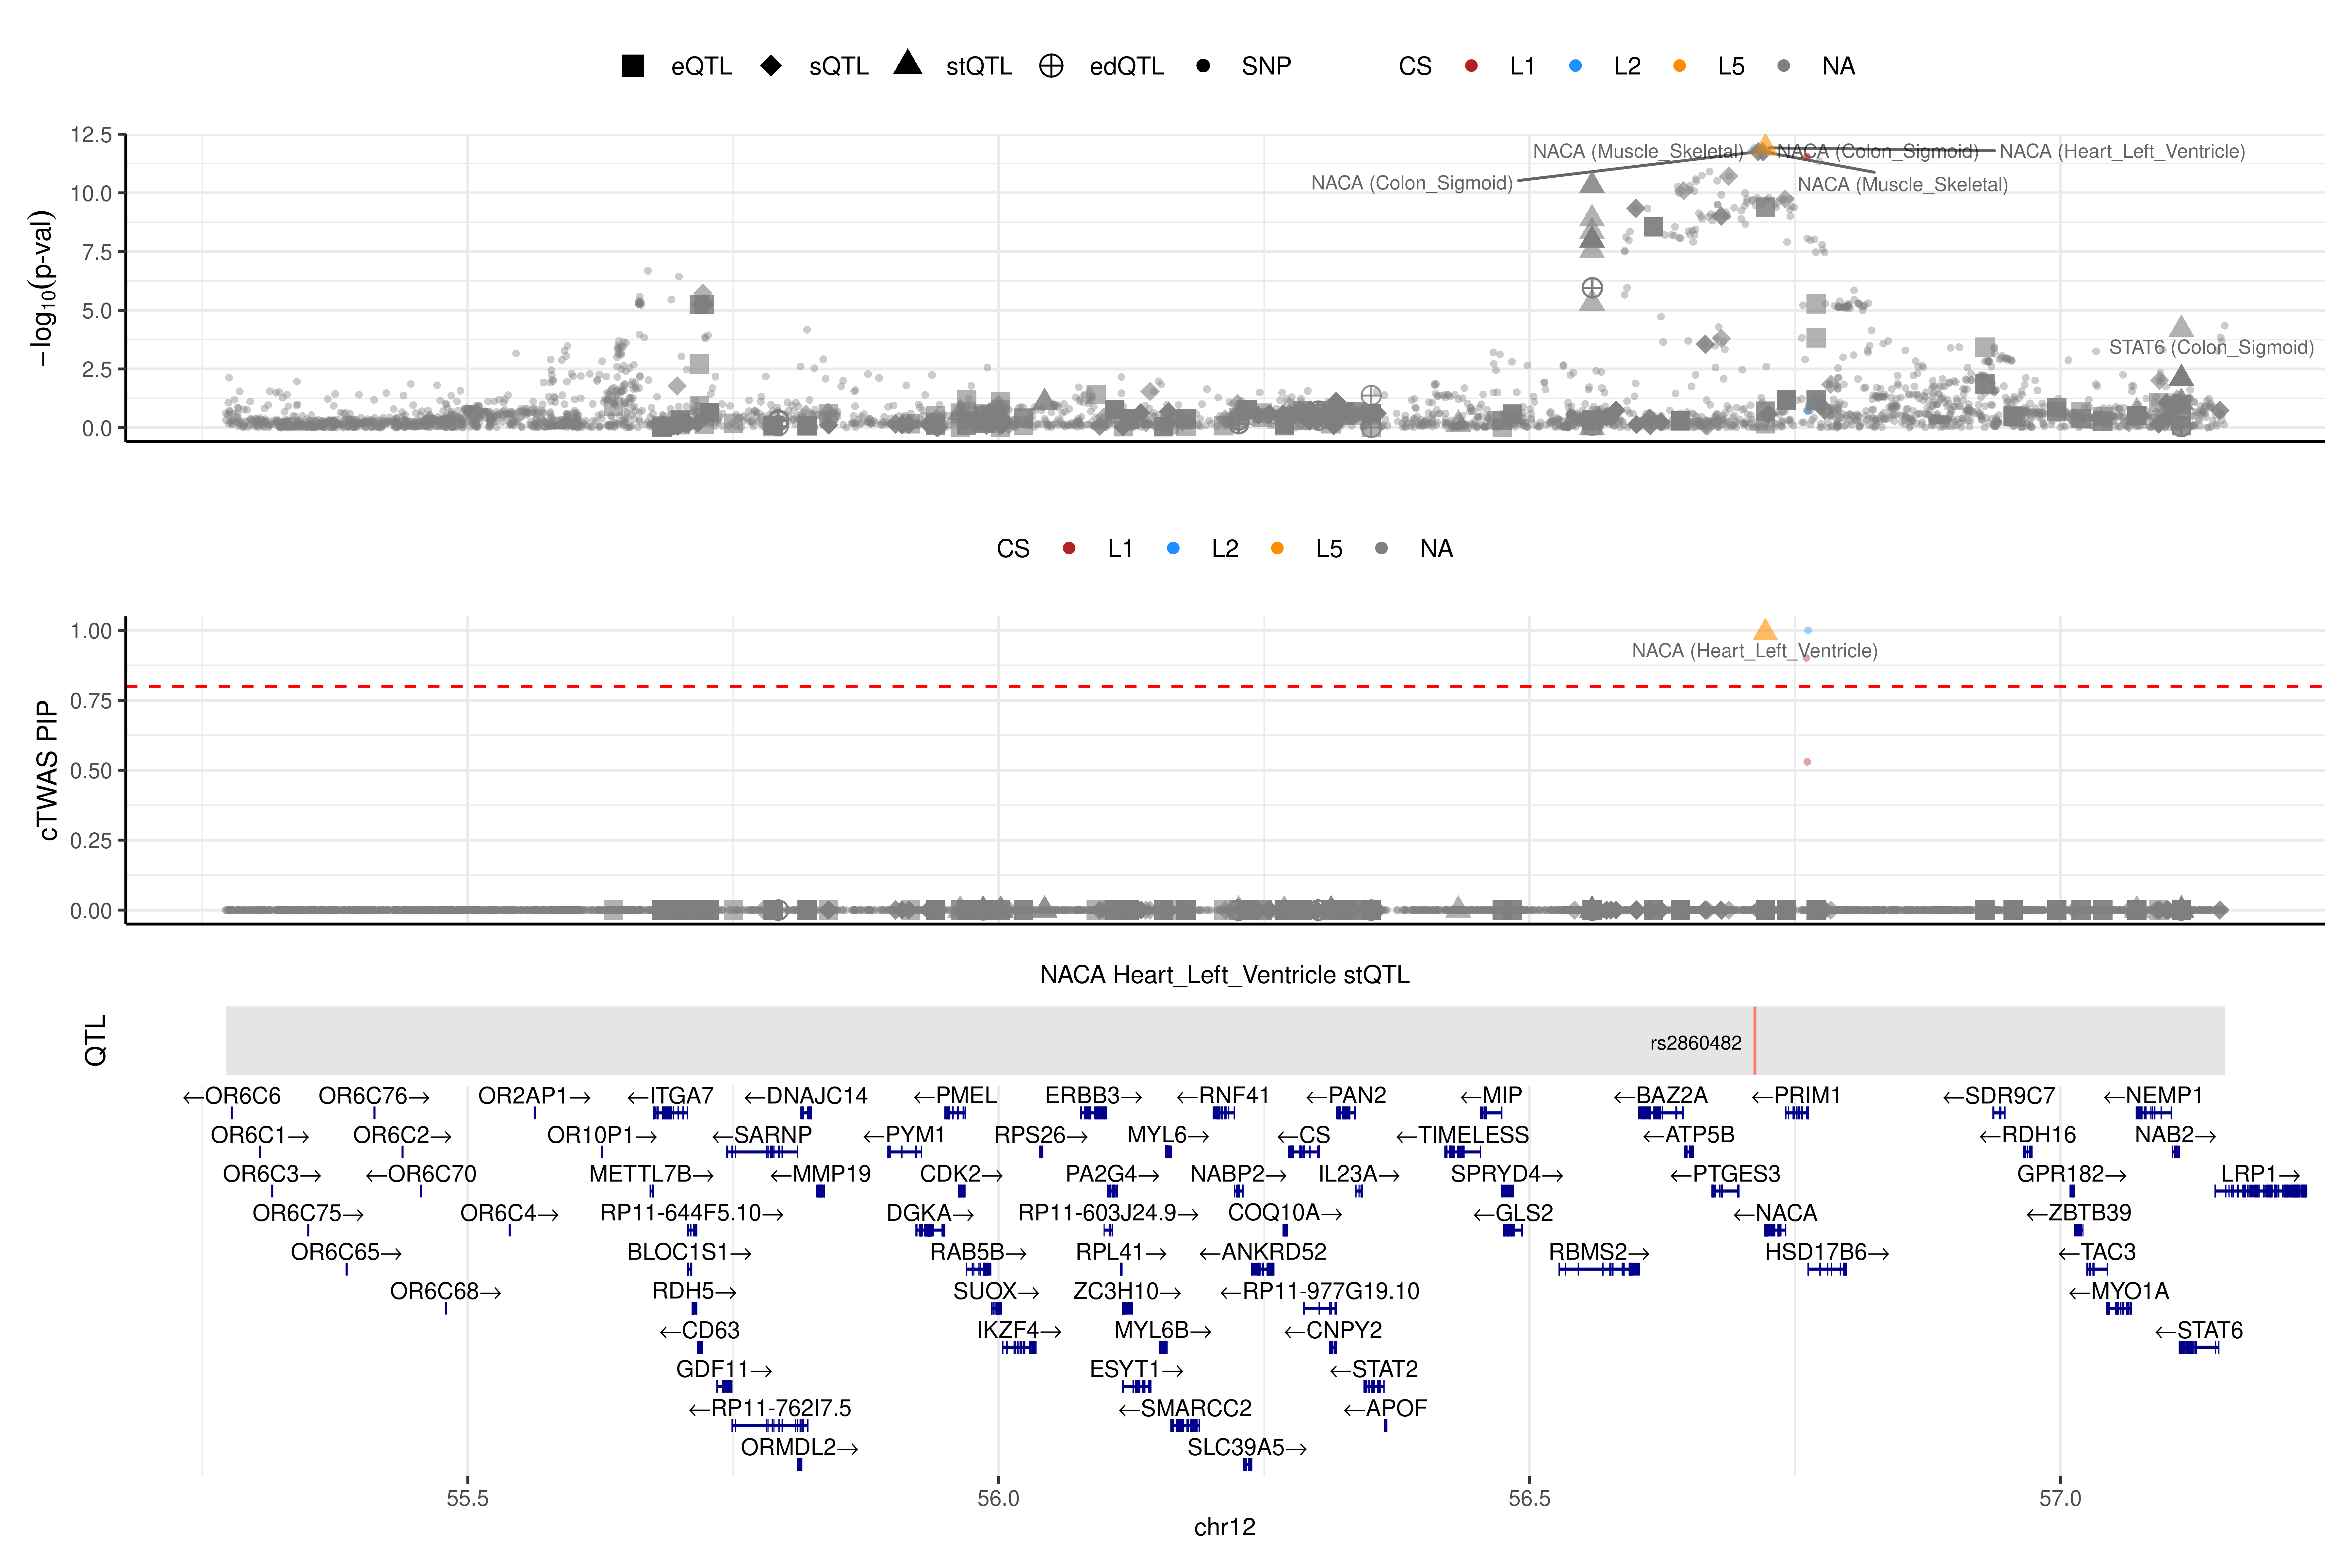 eQTL sQTL stQTL edQTL SNP CS L1 L2 L5 NA
12.5
10.0
7.5
5.0
2.5
0.0
−log10(p-val)
NACA (Muscle_Skeletal) NACA (Colon_Sigmoid) NACA (Heart_Left_Ventricle)
NACA (Colon_Sigmoid) NACA (Muscle_Skeletal)
STAT6 (Colon_Sigmoid)
CS L1 L2 L5 NA
1.00
0.75
0.50
0.25
0.00
cTWAS PIP
NACA (Heart_Left_Ventricle)
NACA Heart_Left_Ventricle stQTL
QTL
rs2860482
←OR6C6 OR6C76→ OR2AP1→ ←ITGA7 ←DNAJC14 ←PMEL ERBB3→ ←RNF41 ←PAN2 ←MIP ←BAZ2A ←PRIM1 ←SDR9C7 ←NEMP1
OR6C1→ OR6C2→ OR10P1→ ←SARNP ←PYM1 RPS26→ MYL6→ ←CS ←TIMELESS ←ATP5B ←RDH16 NAB2→
OR6C3→ ←OR6C70 METTL7B→ ←MMP19 CDK2→ PA2G4→ NABP2→ IL23A→ SPRYD4→ ←PTGES3 GPR182→ LRP1→
OR6C75→ OR6C4→ RP11-644F5.10→ DGKA→ RP11-603J24.9→ COQ10A→ ←GLS2 ←NACA ←ZBTB39
OR6C65→ BLOC1S1→ RAB5B→ RPL41→ ←ANKRD52 RBMS2→ HSD17B6→ ←TAC3
OR6C68→ RDH5→ SUOX→ ZC3H10→ ←RP11-977G19.10 ←MYO1A
←CD63 IKZF4→ MYL6B→ ←CNPY2 ←STAT6
GDF11→ ESYT1→ ←STAT2
←RP11-762I7.5 ←SMARCC2 ←APOF
ORMDL2→ SLC39A5→
55.5 56.0 56.5 57.0
chr12